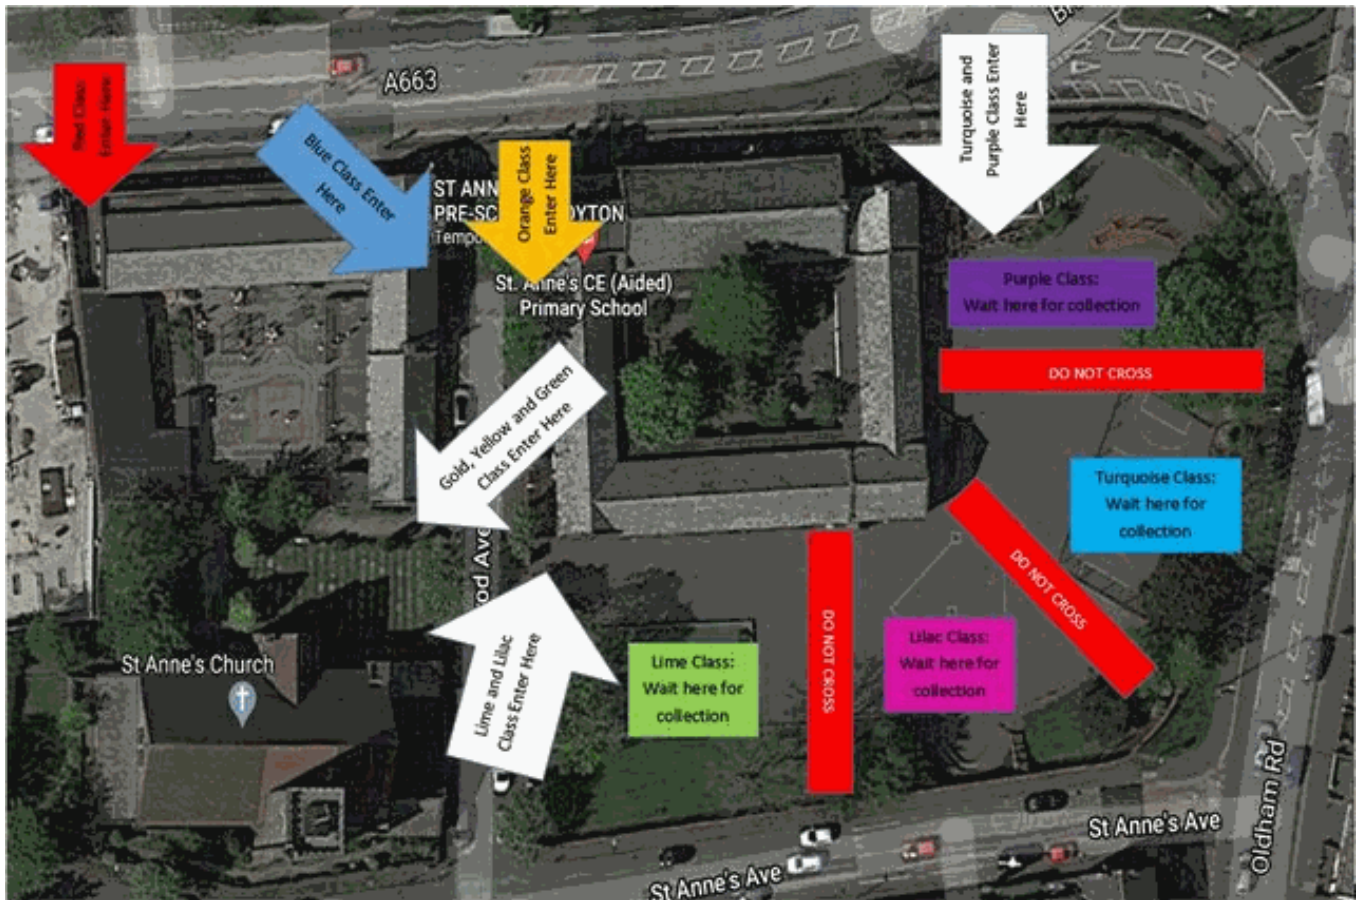 A663
Red Class
Enter Here
Blue Class Enter
Here
ST ANN
PRE-SC
OYTON
Tempo
Orange Class
Enter Here
Turquoise and
Purple Class Enter
Here
St. Anne's CE (Aided)
Primary School
Purple Class:
Wait here for collection
DO NOT CROSS
Gold, Yellow and Green
Class Enter Here
Turquoise Class:
Wait here for
collection
DO NOT CROSS
od Ave
DO NOT CROSS
Lilac Class:
Wait here for
collection
Lime Class:
Wait here for
collection
Lime and Lilac
Class Enter Here
St Anne's Church
St Anne's Ave
St Anne's Ave
Oldham Rd